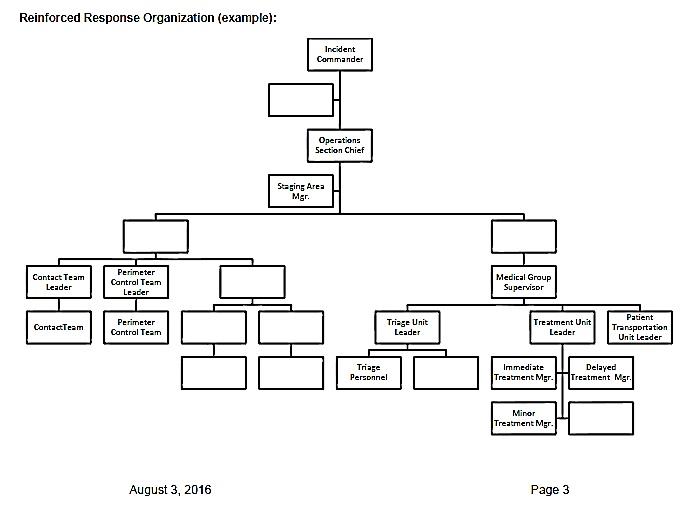 Reinforced Response Organization (example):
Incident
Commander
Operations
Section Chief
Staging Area
Mgr.
Contact Team
Leader
Perimeter
Control Team
Leader
Medical Group
Supervisor
ContactTeam
Perimeter
Control Team
Triage Unit
Leader
Treatment Unit
Leader
Patient
Transportation
Unit Leader
Triage
Personnel
Immediate
Treatment Mgr.
Delayed
Treatment Mgr.
Minor
Treatment Mgr.
August 3, 2016
Page 3